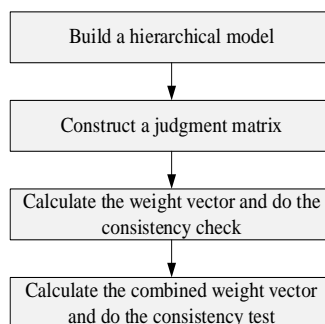 Build a hierarchical model
Construct a judgment matrix
Calculate the weight vector and do the
consistency check
Calculate the combined weight vector
and do the consistency test